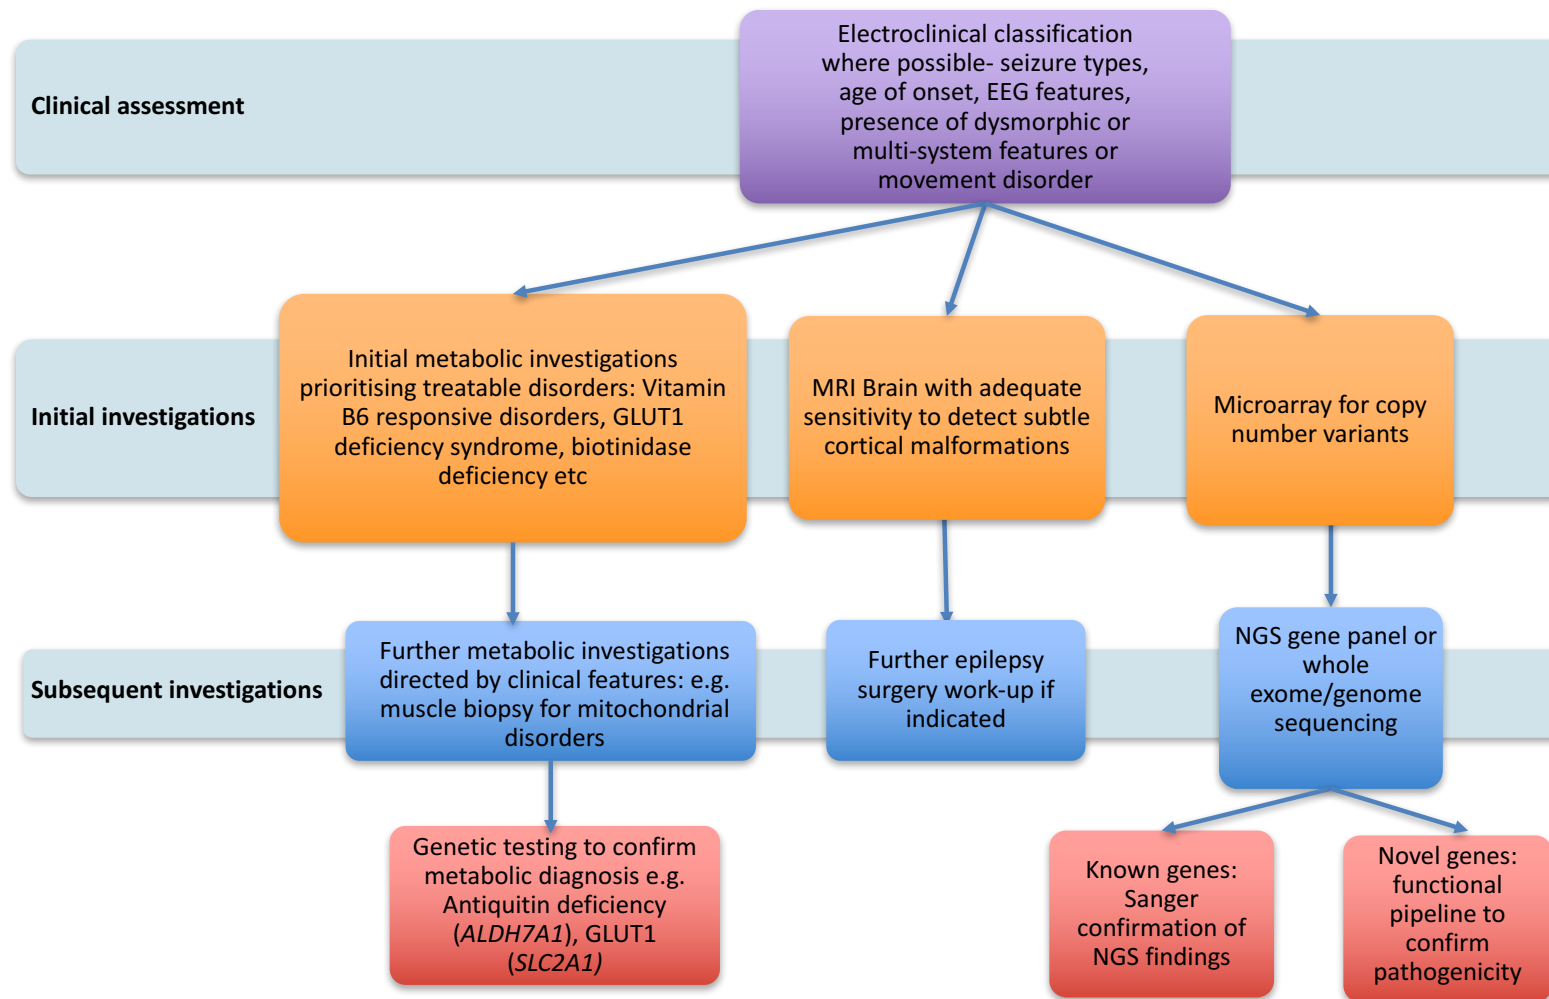 Clinical assessment
Electroclinical classification
where possible- seizure types,
age of onset, EEG features,
presence of dysmorphic or
multi-system features or
movement disorder
Initial investigations
Initial metabolic investigations
prioritising treatable disorders: Vitamin
B6 responsive disorders, GLUT1
deficiency syndrome, biotinidase
deficiency etc
MRI Brain with adequate
sensitivity to detect subtle
cortical malformations
Microarray for copy
number variants
Subsequent investigations
Further metabolic investigations
directed by clinical features: e.g.
muscle biopsy for mitochondrial
disorders
Further epilepsy
surgery work-up if
indicated
NGS gene panel or
whole
exome/genome
sequencing
Genetic testing to confirm
metabolic diagnosis e.g.
Antiquitin deficiency
(ALDH7A1), GLUT1
(SLC2A1)
Known genes:
Sanger
confirmation of
NGS findings
Novel genes:
functional
pipeline to
confirm
pathogenicity